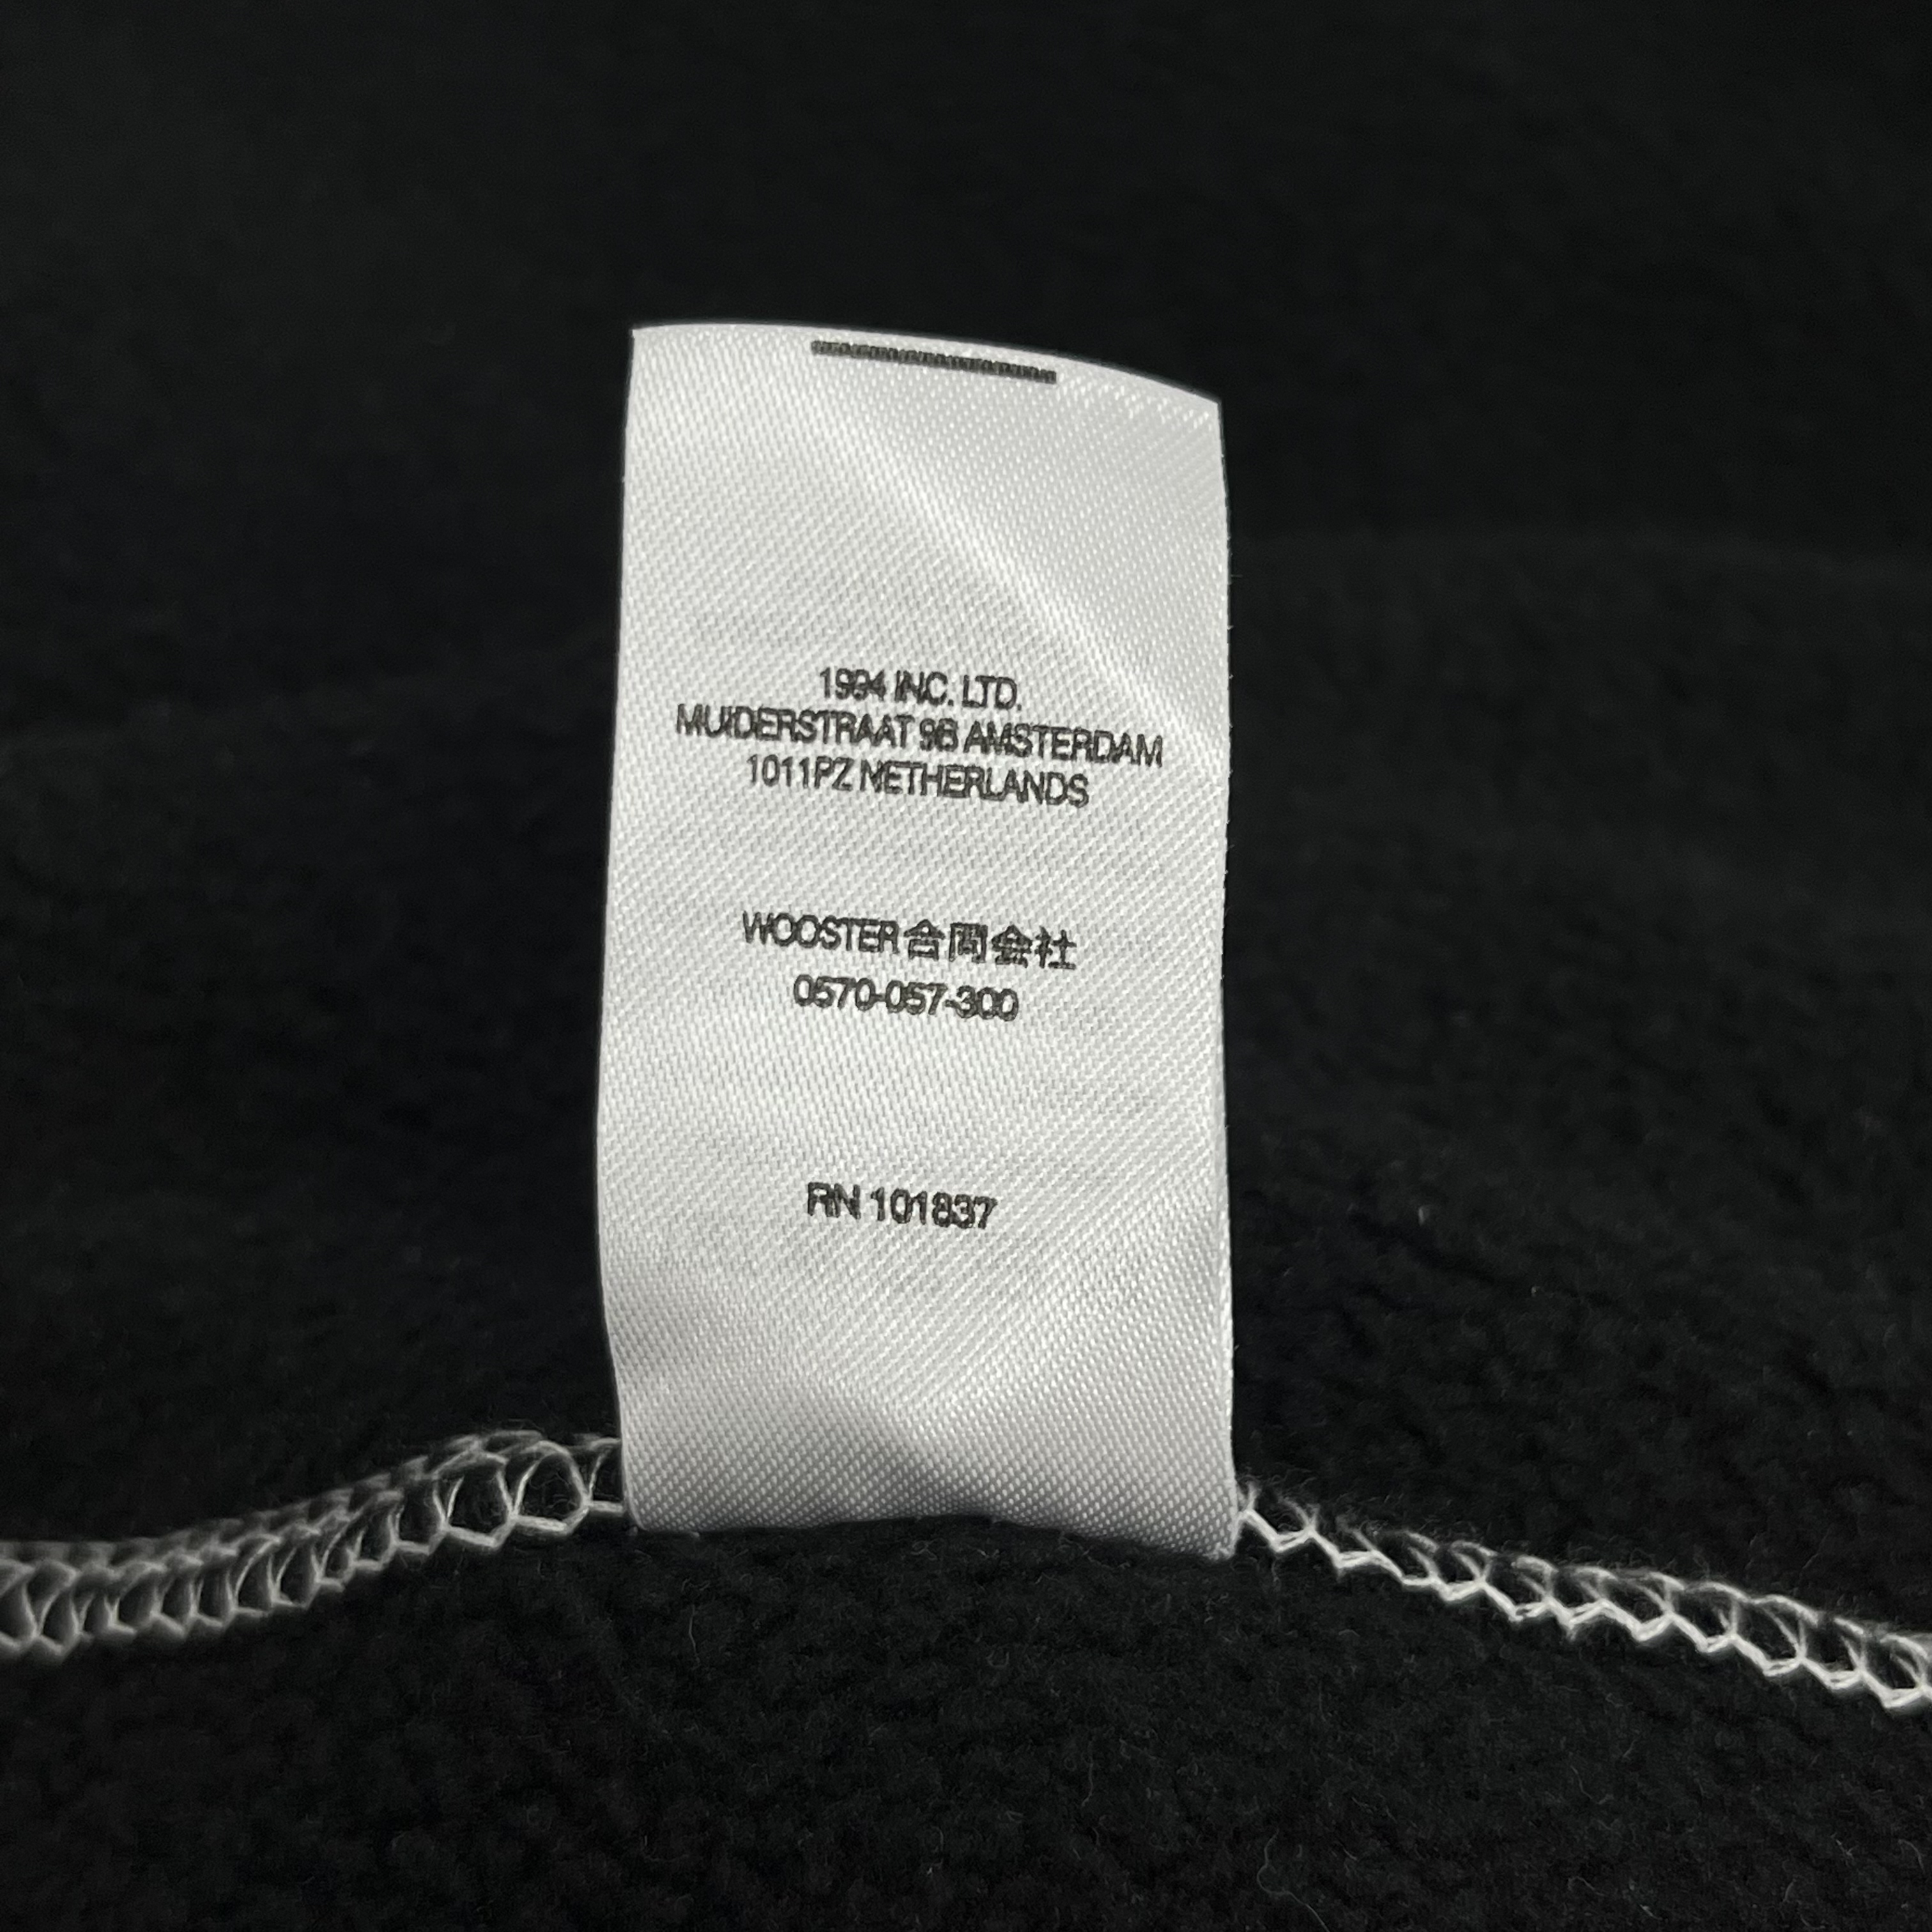 1994 INC. LTD.
MUIDERSTRAAT 9B AMSTERDAM
1011PZ NETHERLANDS
WOOSTER合同会社
0570-057-300
RN 101837